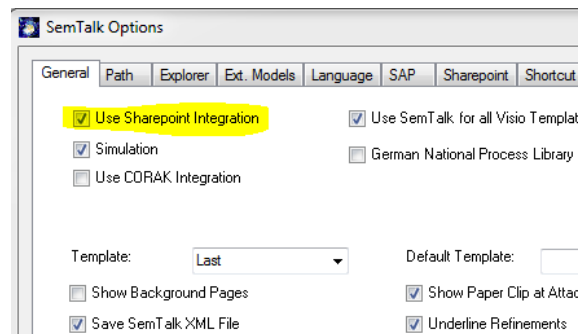 SemTalk Options
General Path Explorer Ext. Models Language SAP Sharepoint Shortcut
Use Sharepoint Integration Use SemTalk for all Visio Templat
Simulation German National Process Library
Use CORAK Integration
Template: Last Default Template:
Show Background Pages Show Paper Clip at Attac
Save SemTalk XML File Underline Refinements